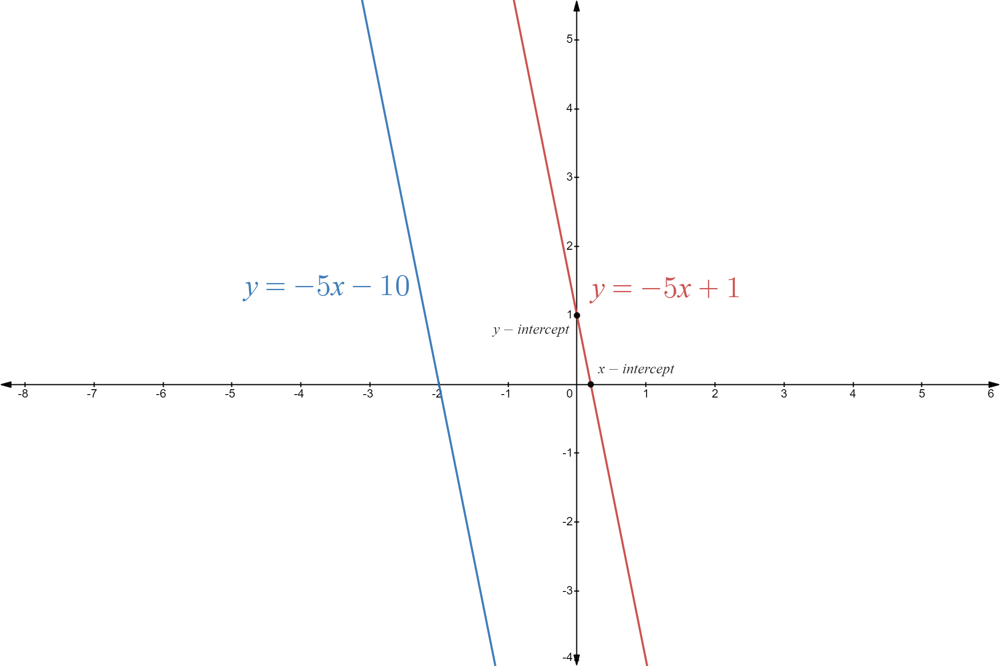 5
4
3
2
y = −5x − 10
y = −5x + 1
1
y − intercept
x − intercept
-8 -7 -6 -5 -4 -3 -2 -1 0 1 2 3 4 5 6
-1
-2
-3
-4